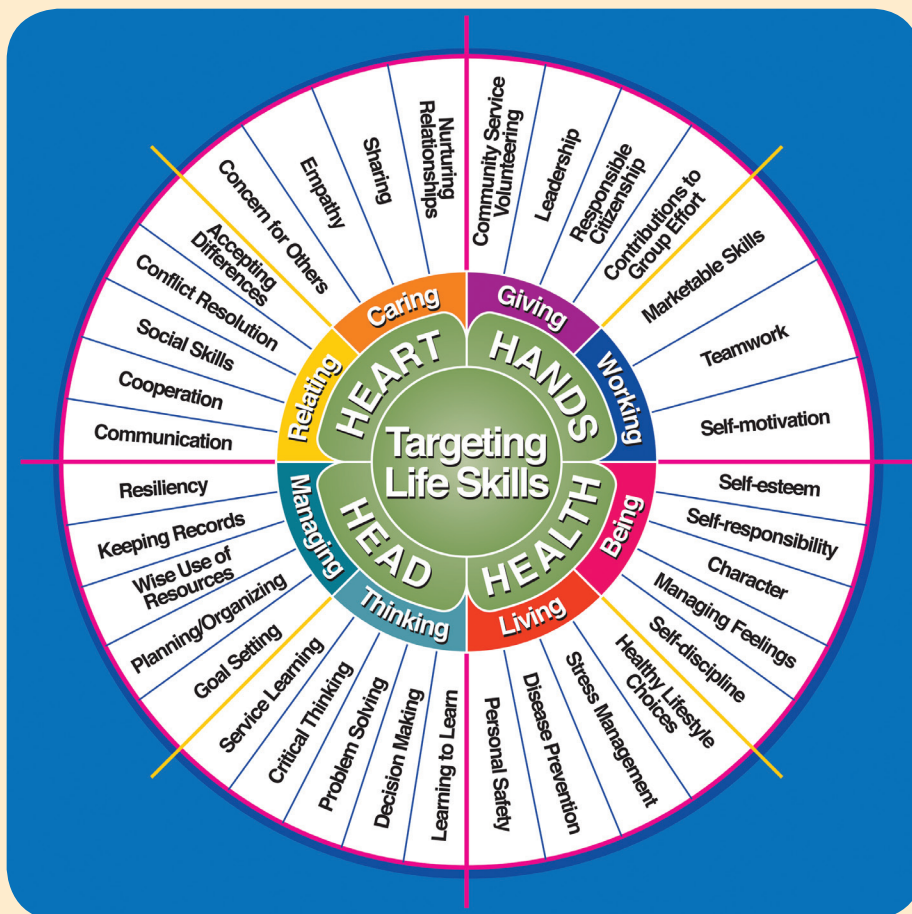 Targeting
Life Skills
HEART
HANDS
HEALTH
HEAD
Caring
Giving
Working
Being
Living
Thinking
Managing
Relating
Nurturing
Relationships
Sharing
Empathy
Concern for Others
Accepting
Differences
Conflict Resolution
Social Skills
Cooperation
Communication
Community Service
Volunteering
Leadership
Responsible
Citizenship
Contributions to
Group Effort
Marketable Skills
Teamwork
Self-motivation
Self-esteem
Self-responsibility
Character
Managing Feelings
Self-discipline
Healthy Lifestyle
Choices
Stress Management
Disease Prevention
Personal Safety
Learning to Learn
Decision Making
Problem Solving
Critical Thinking
Service Learning
Goal Setting
Planning/Organizing
Wise Use of
Resources
Keeping Records
Resiliency